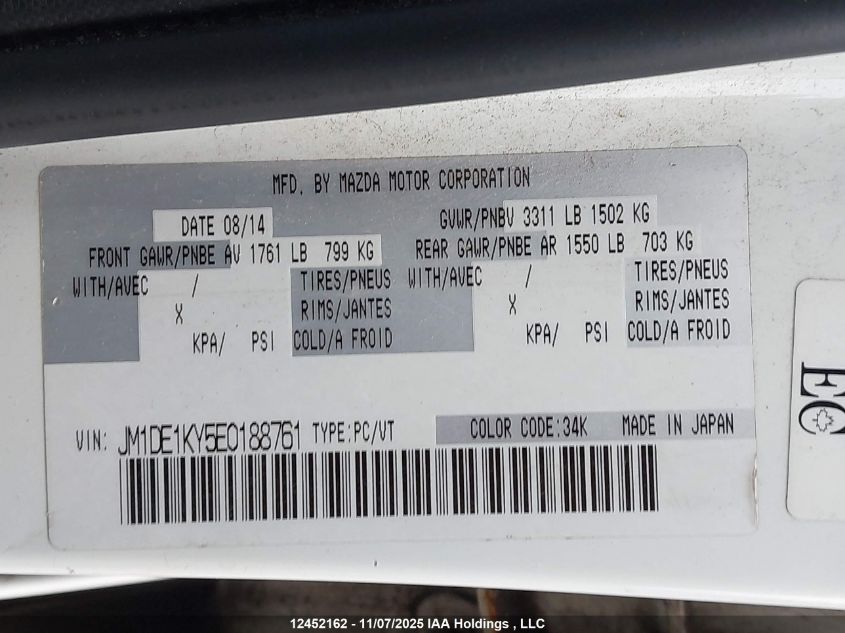 MFD. BY MAZDA MOTOR CORPORATION
DATE 08/14 GVWR/PNBV 3311 LB 1502 KG
FRONT GAWR/PNBE AV 1761 LB 799 KG REAR GAWR/PNBE AR 1550 LB 703 KG
WITH/AVEC / TIRES/PNEUS WITH/AVEC / TIRES/PNEUS
X RIMS/JANTES X RIMS/JANTES
KPA/ PSI COLD/A FROID KPA/ PSI COLD/A FROID
VIN: JM1DE1KY5E0188761 TYPE:PC/VT COLOR CODE:34K MADE IN JAPAN
EC
12452162 - 11/07/2025 IAA Holdings , LLC